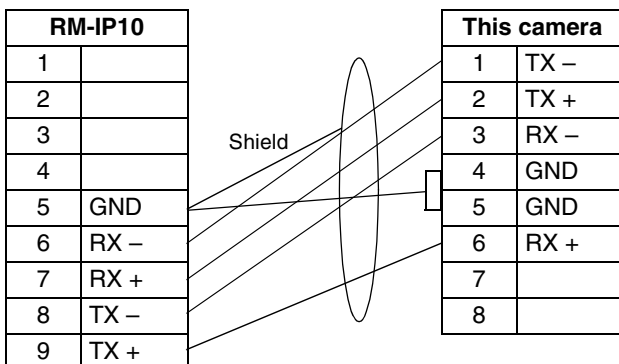 RM-IP10
1
2
3
4
5 GND
6 RX –
7 RX +
8 TX –
9 TX +
Shield
This camera
1 TX –
2 TX +
3 RX –
4 GND
5 GND
6 RX +
7
8